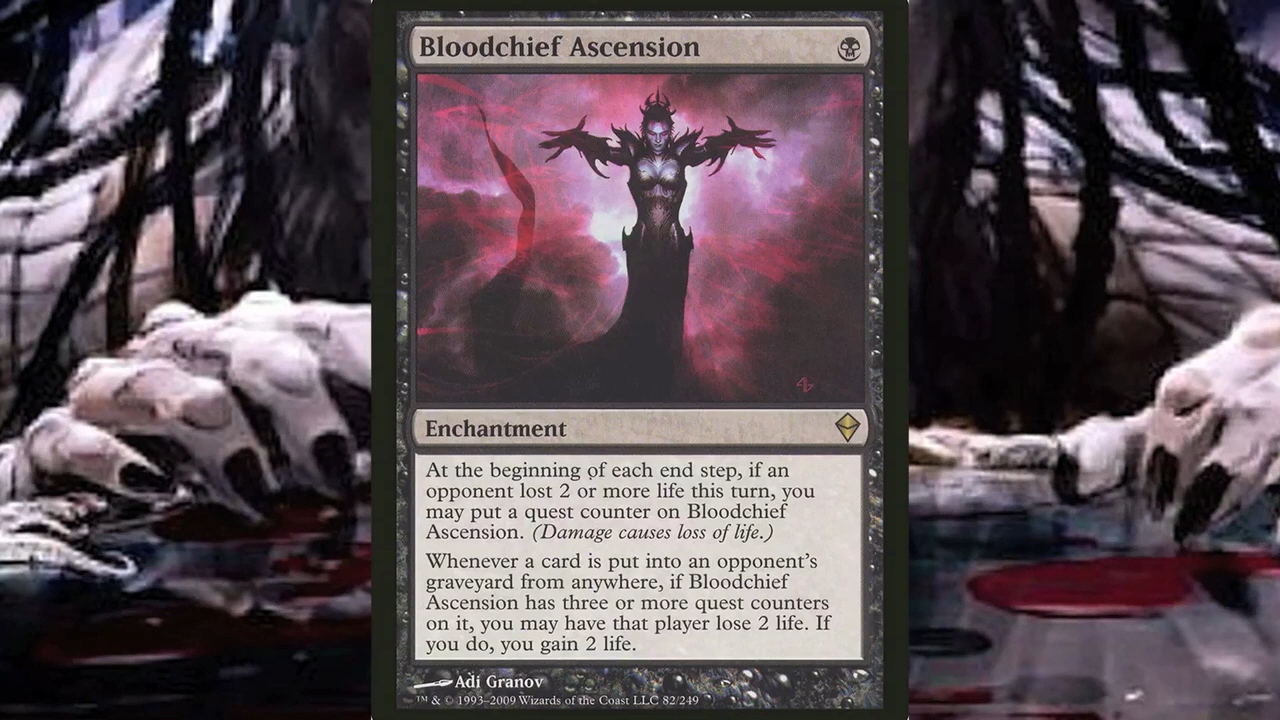 Bloodchief Ascension
Enchantment
At the beginning of each end step, if an
opponent lost 2 or more life this turn, you
may put a quest counter on Bloodchief
Ascension. (Damage causes loss of life.)
Whenever a card is put into an opponent's
graveyard from anywhere, if Bloodchief
Ascension has three or more quest counters
on it, you may have that player lose 2 life. If
you do, you gain 2 life.
Adi Granov
™ & © 1993–2009 Wizards of the Coast LLC 82/249